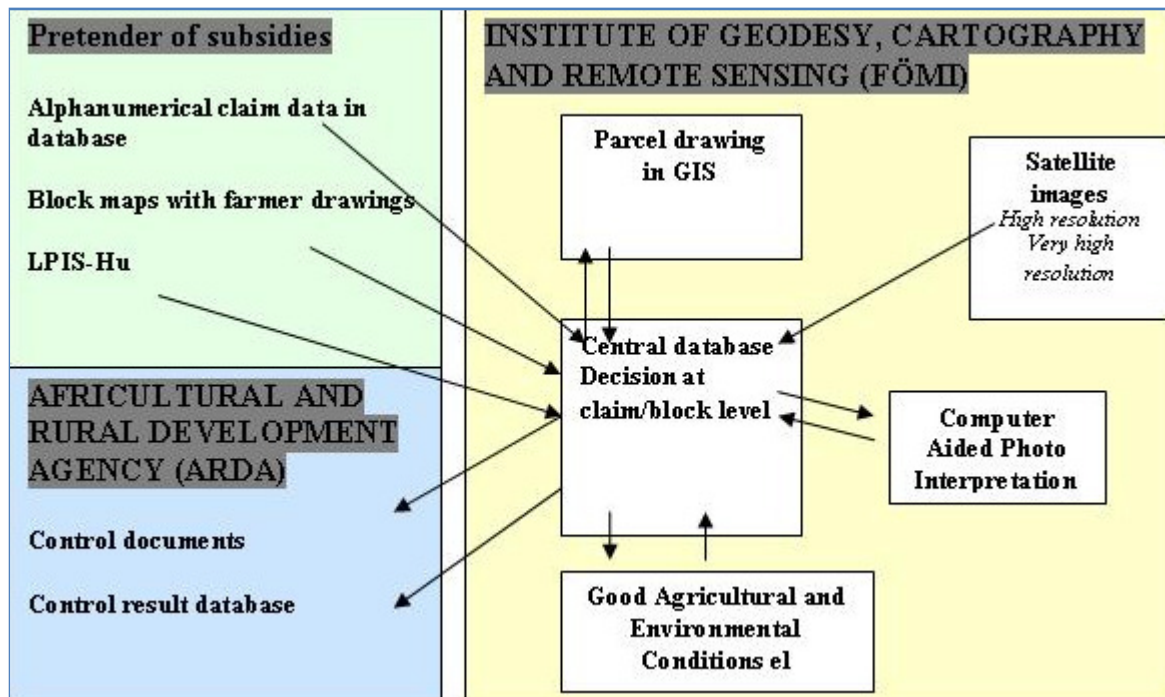 Pretender of subsidies
Alphanumerical claim data in
database
Block maps with farmer drawings
LPIS-Hu
AFRICULTURAL AND
RURAL DEVELOPMENT
AGENCY (ARDA)
Control documents
Control result database
INSTITUTE OF GEODESY, CARTOGRAPHY
AND REMOTE SENSING (FÖMI)
Parcel drawing
in GIS
Satellite
images
High resolution
Very high
resolution
Central database
Decision at
claim/block level
Computer
Aided Photo
Interpretation
Good Agricultural and
Environmental
Conditions el